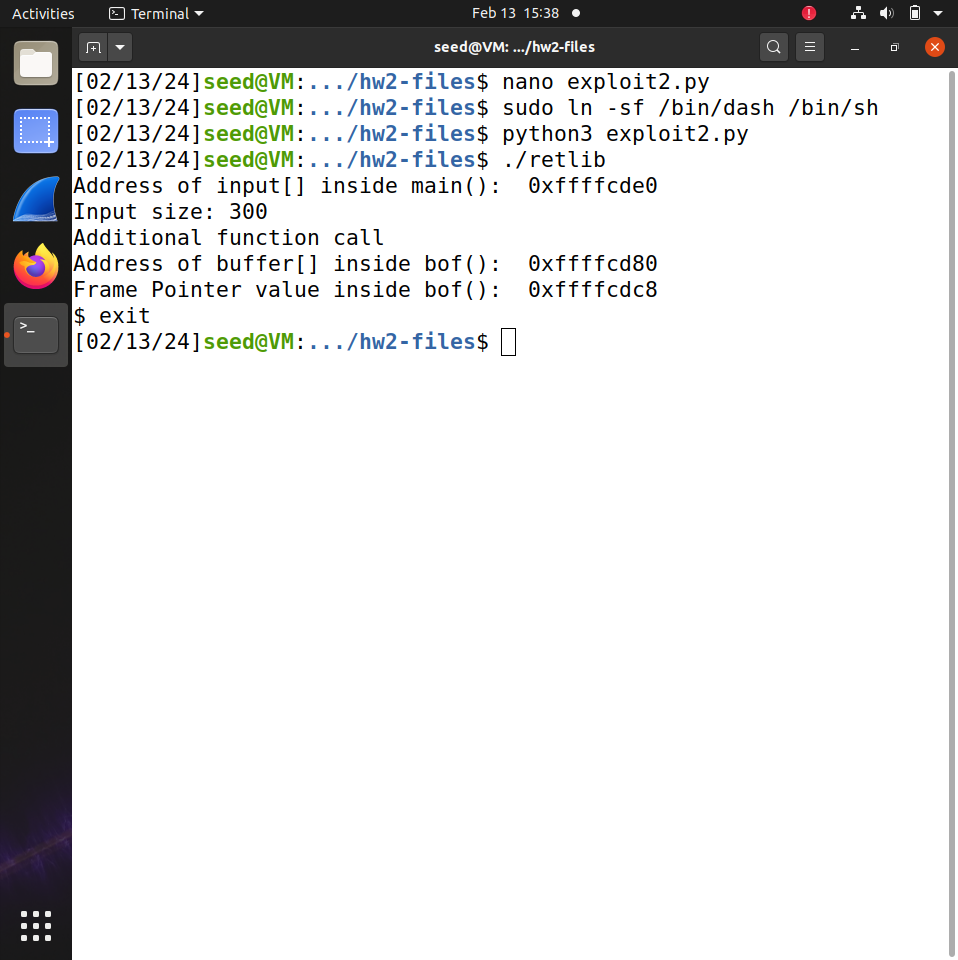 Activities Terminal Feb 13 15:38
seed@VM: .../hw2-files
[02/13/24]seed@VM:.../hw2-files$ nano exploit2.py
[02/13/24]seed@VM:.../hw2-files$ sudo ln -sf /bin/dash /bin/sh
[02/13/24]seed@VM:.../hw2-files$ python3 exploit2.py
[02/13/24]seed@VM:.../hw2-files$ ./retlib
Address of input[] inside main():  0xffffcde0
Input size: 300
Additional function call
Address of buffer[] inside bof():  0xffffcd80
Frame Pointer value inside bof():  0xffffcdc8
$ exit
[02/13/24]seed@VM:.../hw2-files$